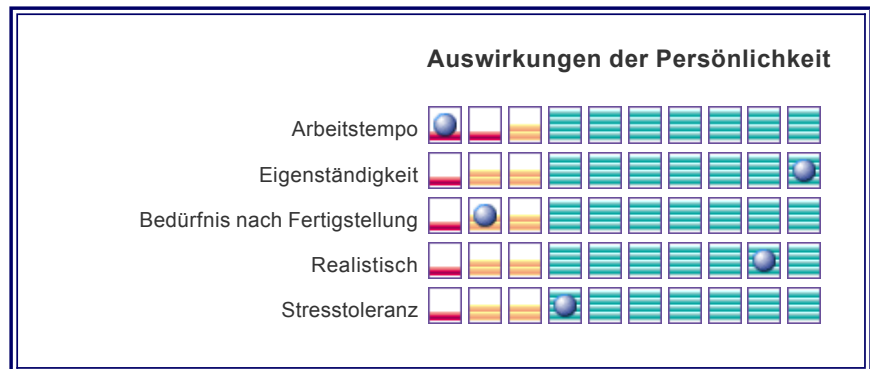 Auswirkungen der Persönlichkeit
Arbeitstempo
Eigenständigkeit
Bedürfnis nach Fertigstellung
Realistisch
Stresstoleranz